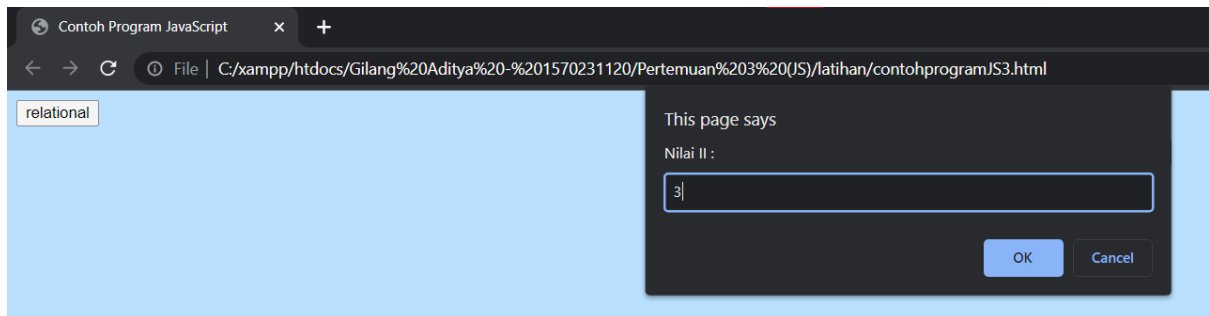 Contoh Program JavaScript
File | C:/xampp/htdocs/Gilang%20Aditya%20-%201570231120/Pertemuan%203%20(JS)/latihan/contohprogramJS3.html
relational
This page says
Nilai II :
3
OK Cancel